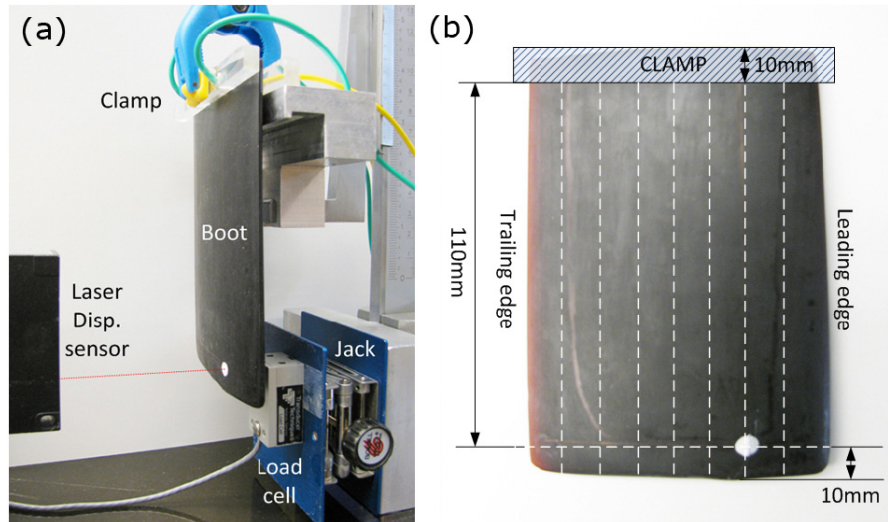 (a)
Clamp
Boot
Laser
Disp.
sensor
Jack
Load
cell
(b)
CLAMP
10mm
110mm
Trailing edge
Leading edge
10mm